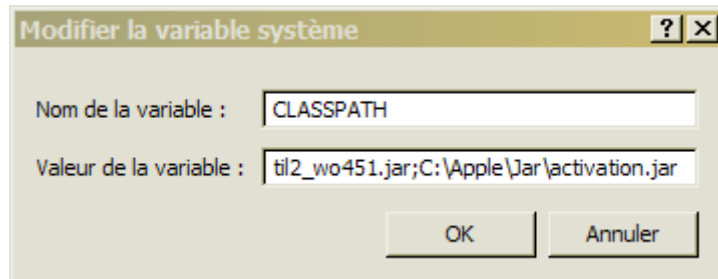 Modifier la variable système
Nom de la variable : CLASSPATH
Valeur de la variable : til2_wo451.jar;C:\Apple\Jar\activation.jar
OK Annuler